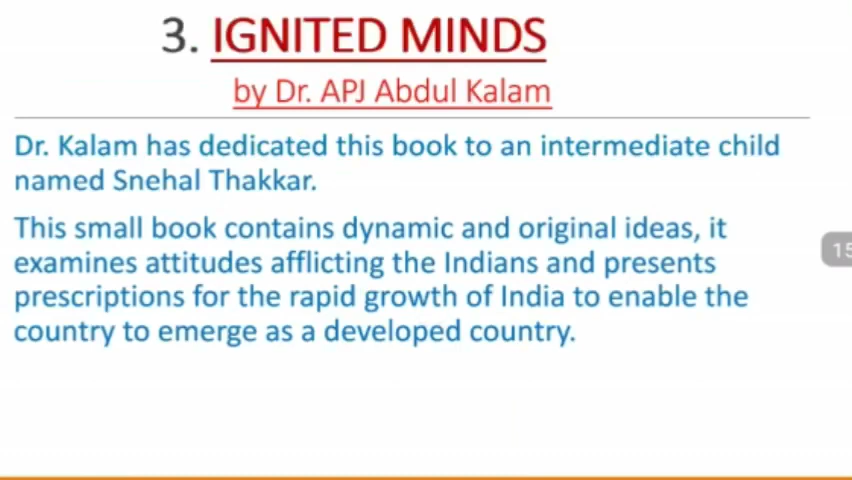 3. IGNITED MINDS
by Dr. APJ Abdul Kalam
Dr. Kalam has dedicated this book to an intermediate child
named Snehal Thakkar.
This small book contains dynamic and original ideas, it
examines attitudes afflicting the Indians and presents
prescriptions for the rapid growth of India to enable the
country to emerge as a developed country.
15